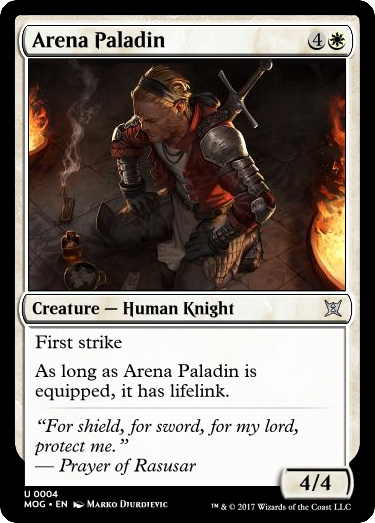 Arena Paladin 4
Creature — Human Knight
First strike
As long as Arena Paladin is
equipped, it has lifelink.
“For shield, for sword, for my lord,
protect me.”
— Prayer of Rasusar
4/4
U 0004
MOG • EN Marko Djurdjevic
™ & © 2017 Wizards of the Coast LLC